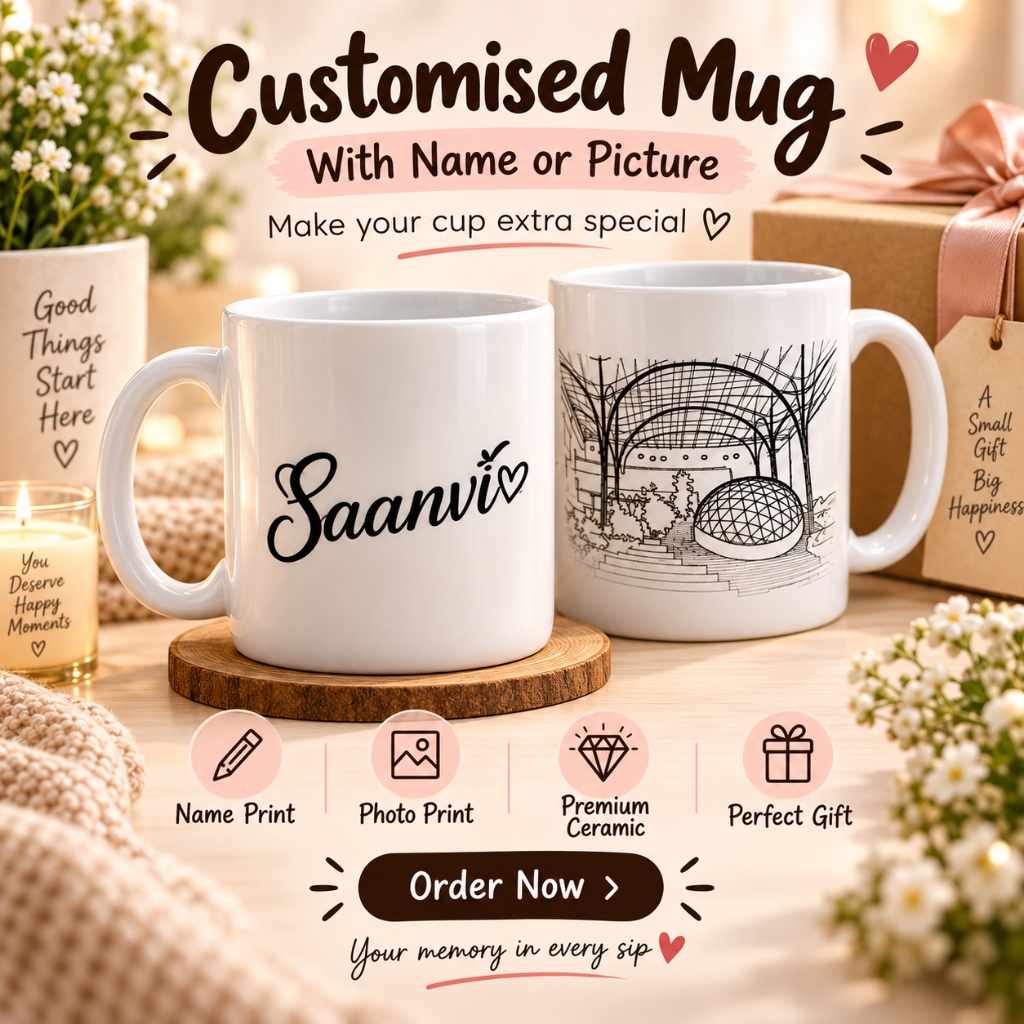 Customised Mug
With Name or Picture
Make your cup extra special
Good
Things
Start
Here
Saanvi
A
Small
Gift
Big
Happiness
You
Deserve
Happy
Moments
Name Print
Photo Print
Premium
Ceramic
Perfect Gift
Order Now >
Your memory in every sip